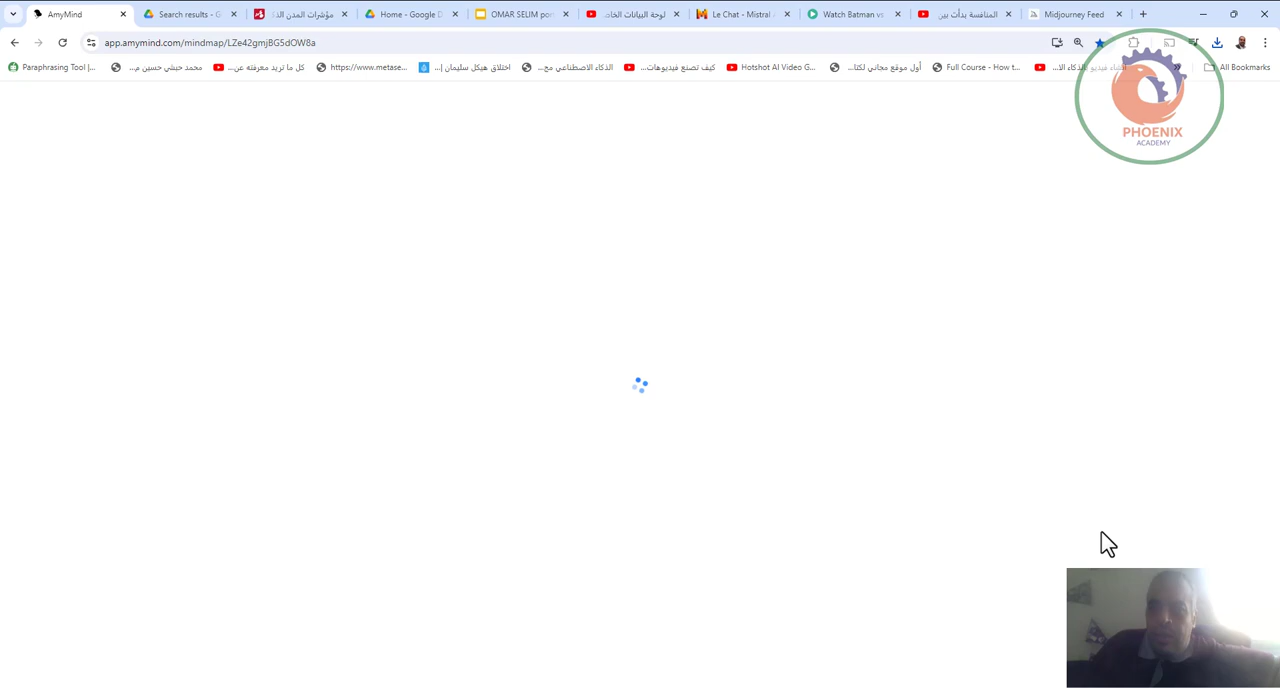 AmyMind
Search results - G
مؤشرات المدن الذ
Home - Google D
OMAR SELIM por
لوحة البيانات الخاصـ
Le Chat - Mistral A
Watch Batman vs
المنافسة بدأت بين
Midjourney Feed
app.amymind.com/mindmap/LZe42gmjBG5dOW8a
Paraphrasing Tool |...
محمد حبشي حسين م...
كل ما تريد معرفته عن...
https://www.metase...
اختلاق هيكل سليمان
الذكاء الاصطناعي مج...
كيف تصنع فيديوهات...
Hotshot AI Video G...
أول موقع مجاني لكتا...
Full Course - How t...
All Bookmarks
PHOENIX
ACADEMY